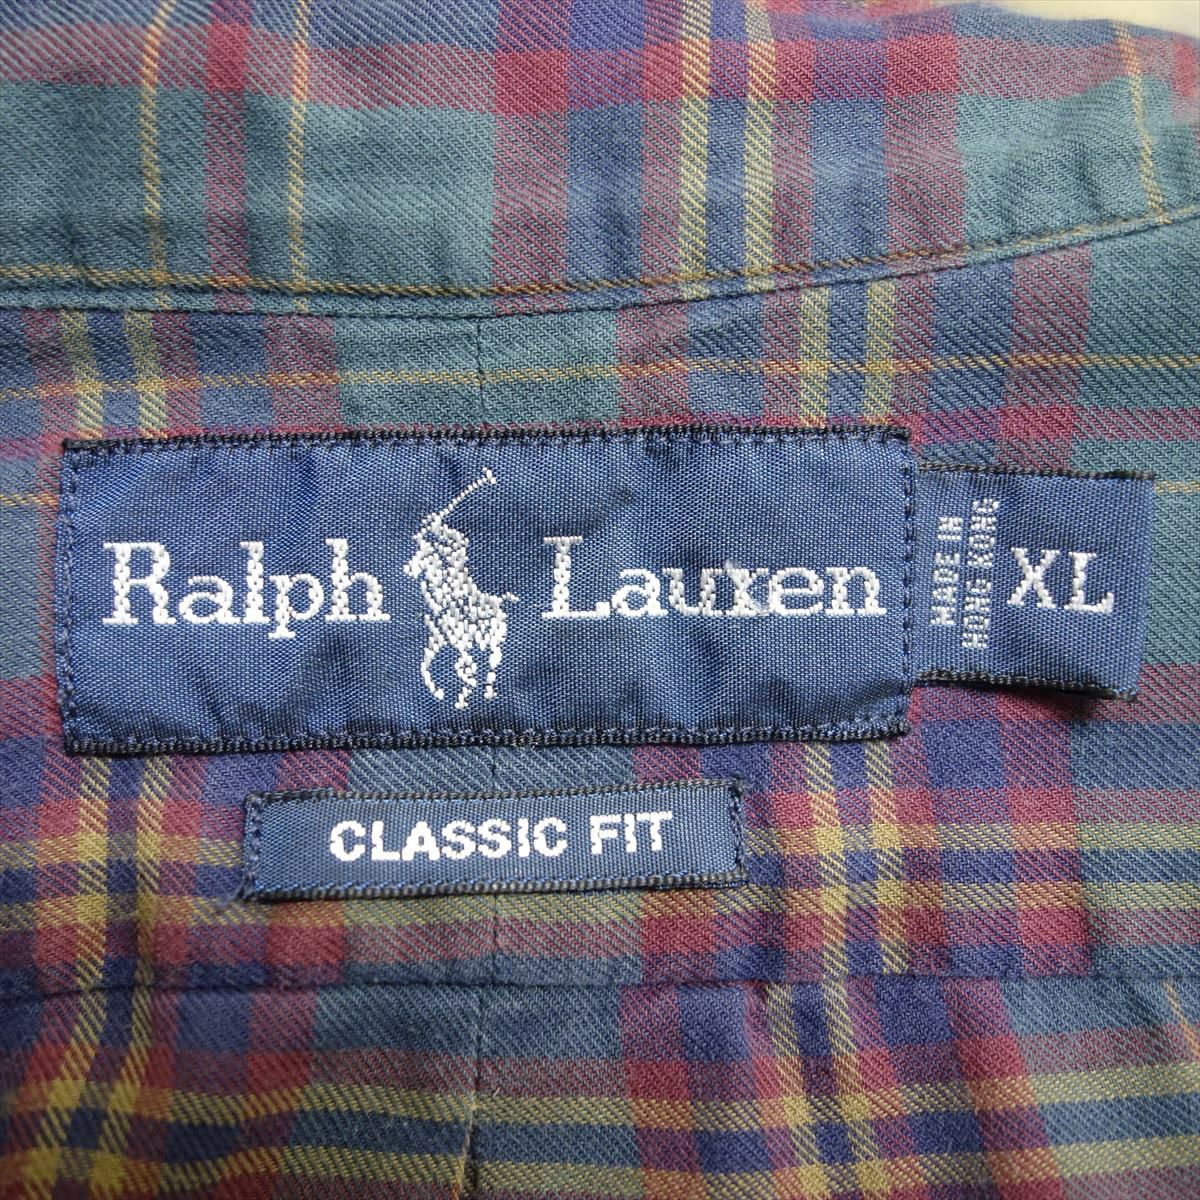 Ralph Lauren
MADE IN
HONG KONG
XL
CLASSIC FIT